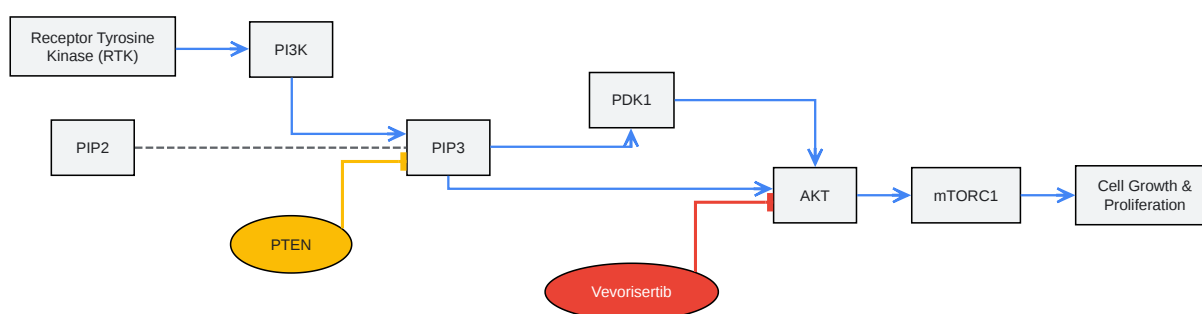 Receptor Tyrosine
Kinase (RTK)
PI3K
PDK1
PIP2
PIP3
AKT
mTORC1
Cell Growth &
Proliferation
PTEN
Vevorisertib